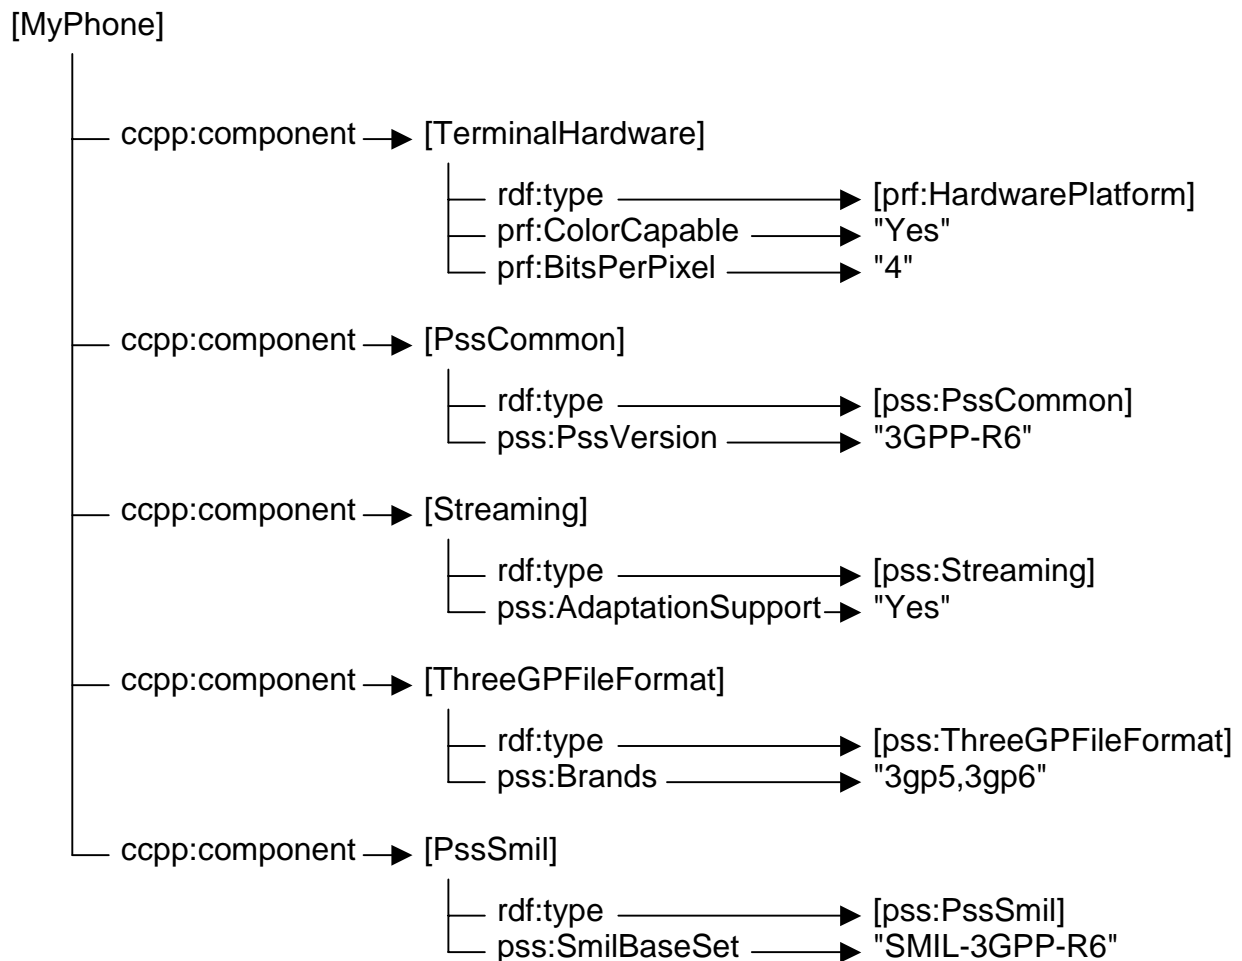 [MyPhone]
ccpp:component [TerminalHardware]
rdf:type [prf:HardwarePlatform]
prf:ColorCapable "Yes"
prf:BitsPerPixel "4"
ccpp:component [PssCommon]
rdf:type [pss:PssCommon]
pss:PssVersion "3GPP-R6"
ccpp:component [Streaming]
rdf:type [pss:Streaming]
pss:AdaptationSupport "Yes"
ccpp:component [ThreeGPFileFormat]
rdf:type [pss:ThreeGPFileFormat]
pss:Brands "3gp5,3gp6"
ccpp:component [PssSmil]
rdf:type [pss:PssSmil]
pss:SmilBaseSet "SMIL-3GPP-R6"